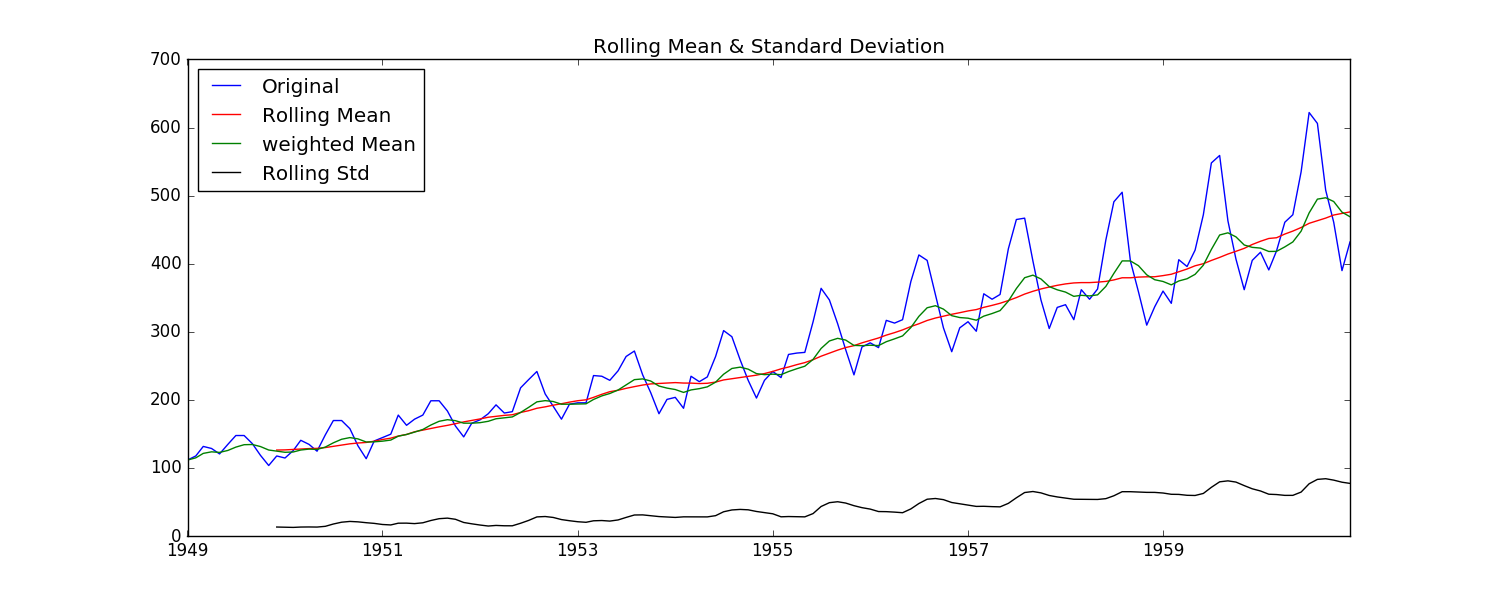 Rolling Mean & Standard Deviation
700
600
500
400
300
200
100
0
Original
Rolling Mean
weighted Mean
Rolling Std
1949 1951 1953 1955 1957 1959